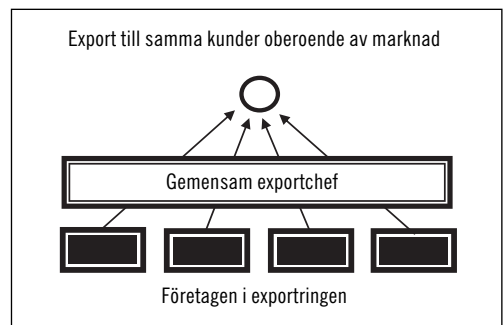 Export till samma kunder oberoende av marknad
Gemensam exportchef
Företagen i exportringen